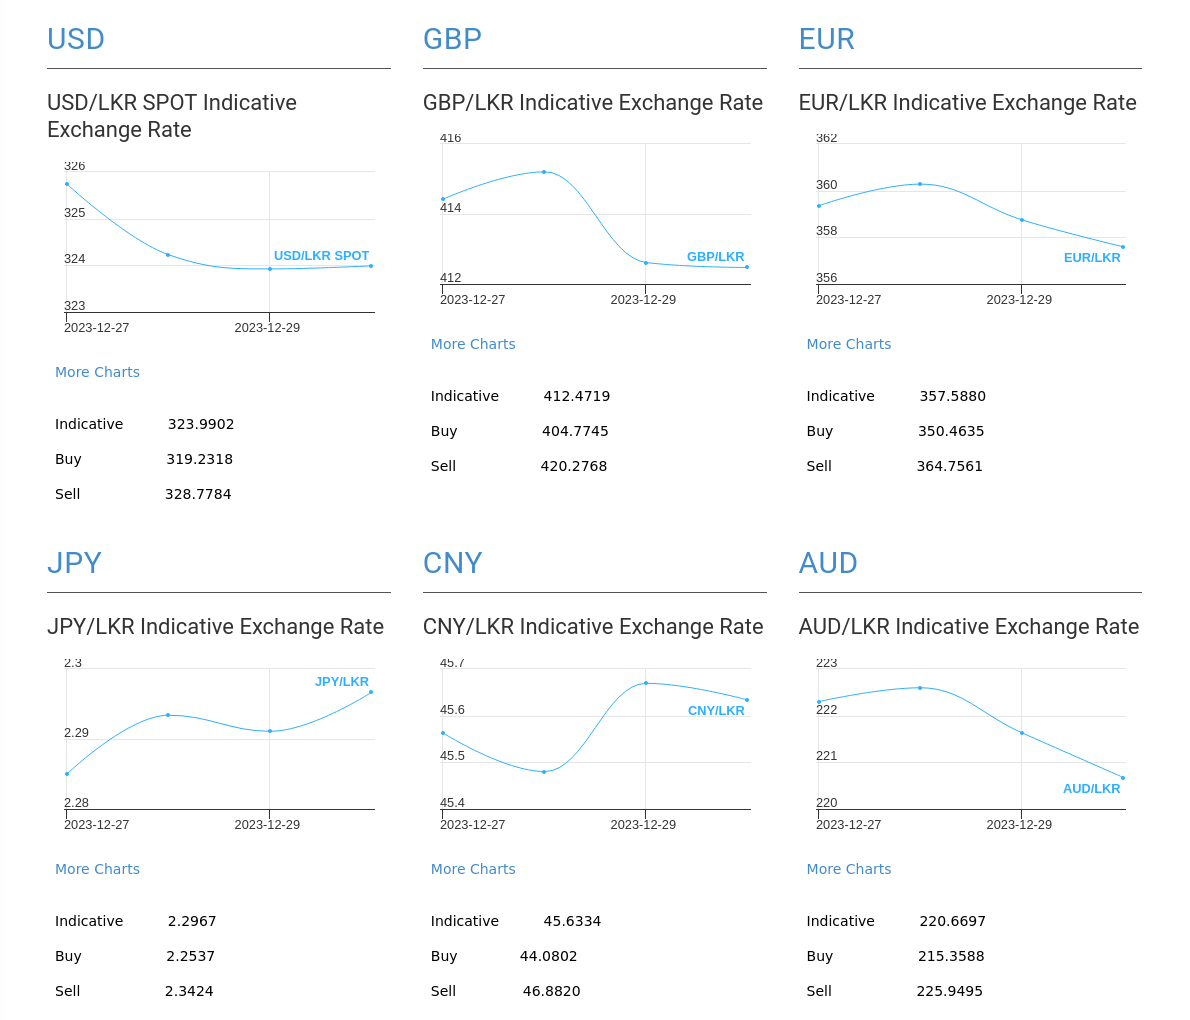 USD
USD/LKR SPOT Indicative
Exchange Rate
326
325
324
323
USD/LKR SPOT
2023-12-27 2023-12-29
More Charts
Indicative 323.9902
Buy 319.2318
Sell 328.7784
GBP
GBP/LKR Indicative Exchange Rate
416
414
412
GBP/LKR
2023-12-27 2023-12-29
More Charts
Indicative 412.4719
Buy 404.7745
Sell 420.2768
EUR
EUR/LKR Indicative Exchange Rate
362
360
358
356
EUR/LKR
2023-12-27 2023-12-29
More Charts
Indicative 357.5880
Buy 350.4635
Sell 364.7561
JPY
JPY/LKR Indicative Exchange Rate
2.3
2.29
2.28
JPY/LKR
2023-12-27 2023-12-29
More Charts
Indicative 2.2967
Buy 2.2537
Sell 2.3424
CNY
CNY/LKR Indicative Exchange Rate
45.7
45.6
45.5
45.4
CNY/LKR
2023-12-27 2023-12-29
More Charts
Indicative 45.6334
Buy 44.0802
Sell 46.8820
AUD
AUD/LKR Indicative Exchange Rate
223
222
221
220
AUD/LKR
2023-12-27 2023-12-29
More Charts
Indicative 220.6697
Buy 215.3588
Sell 225.9495